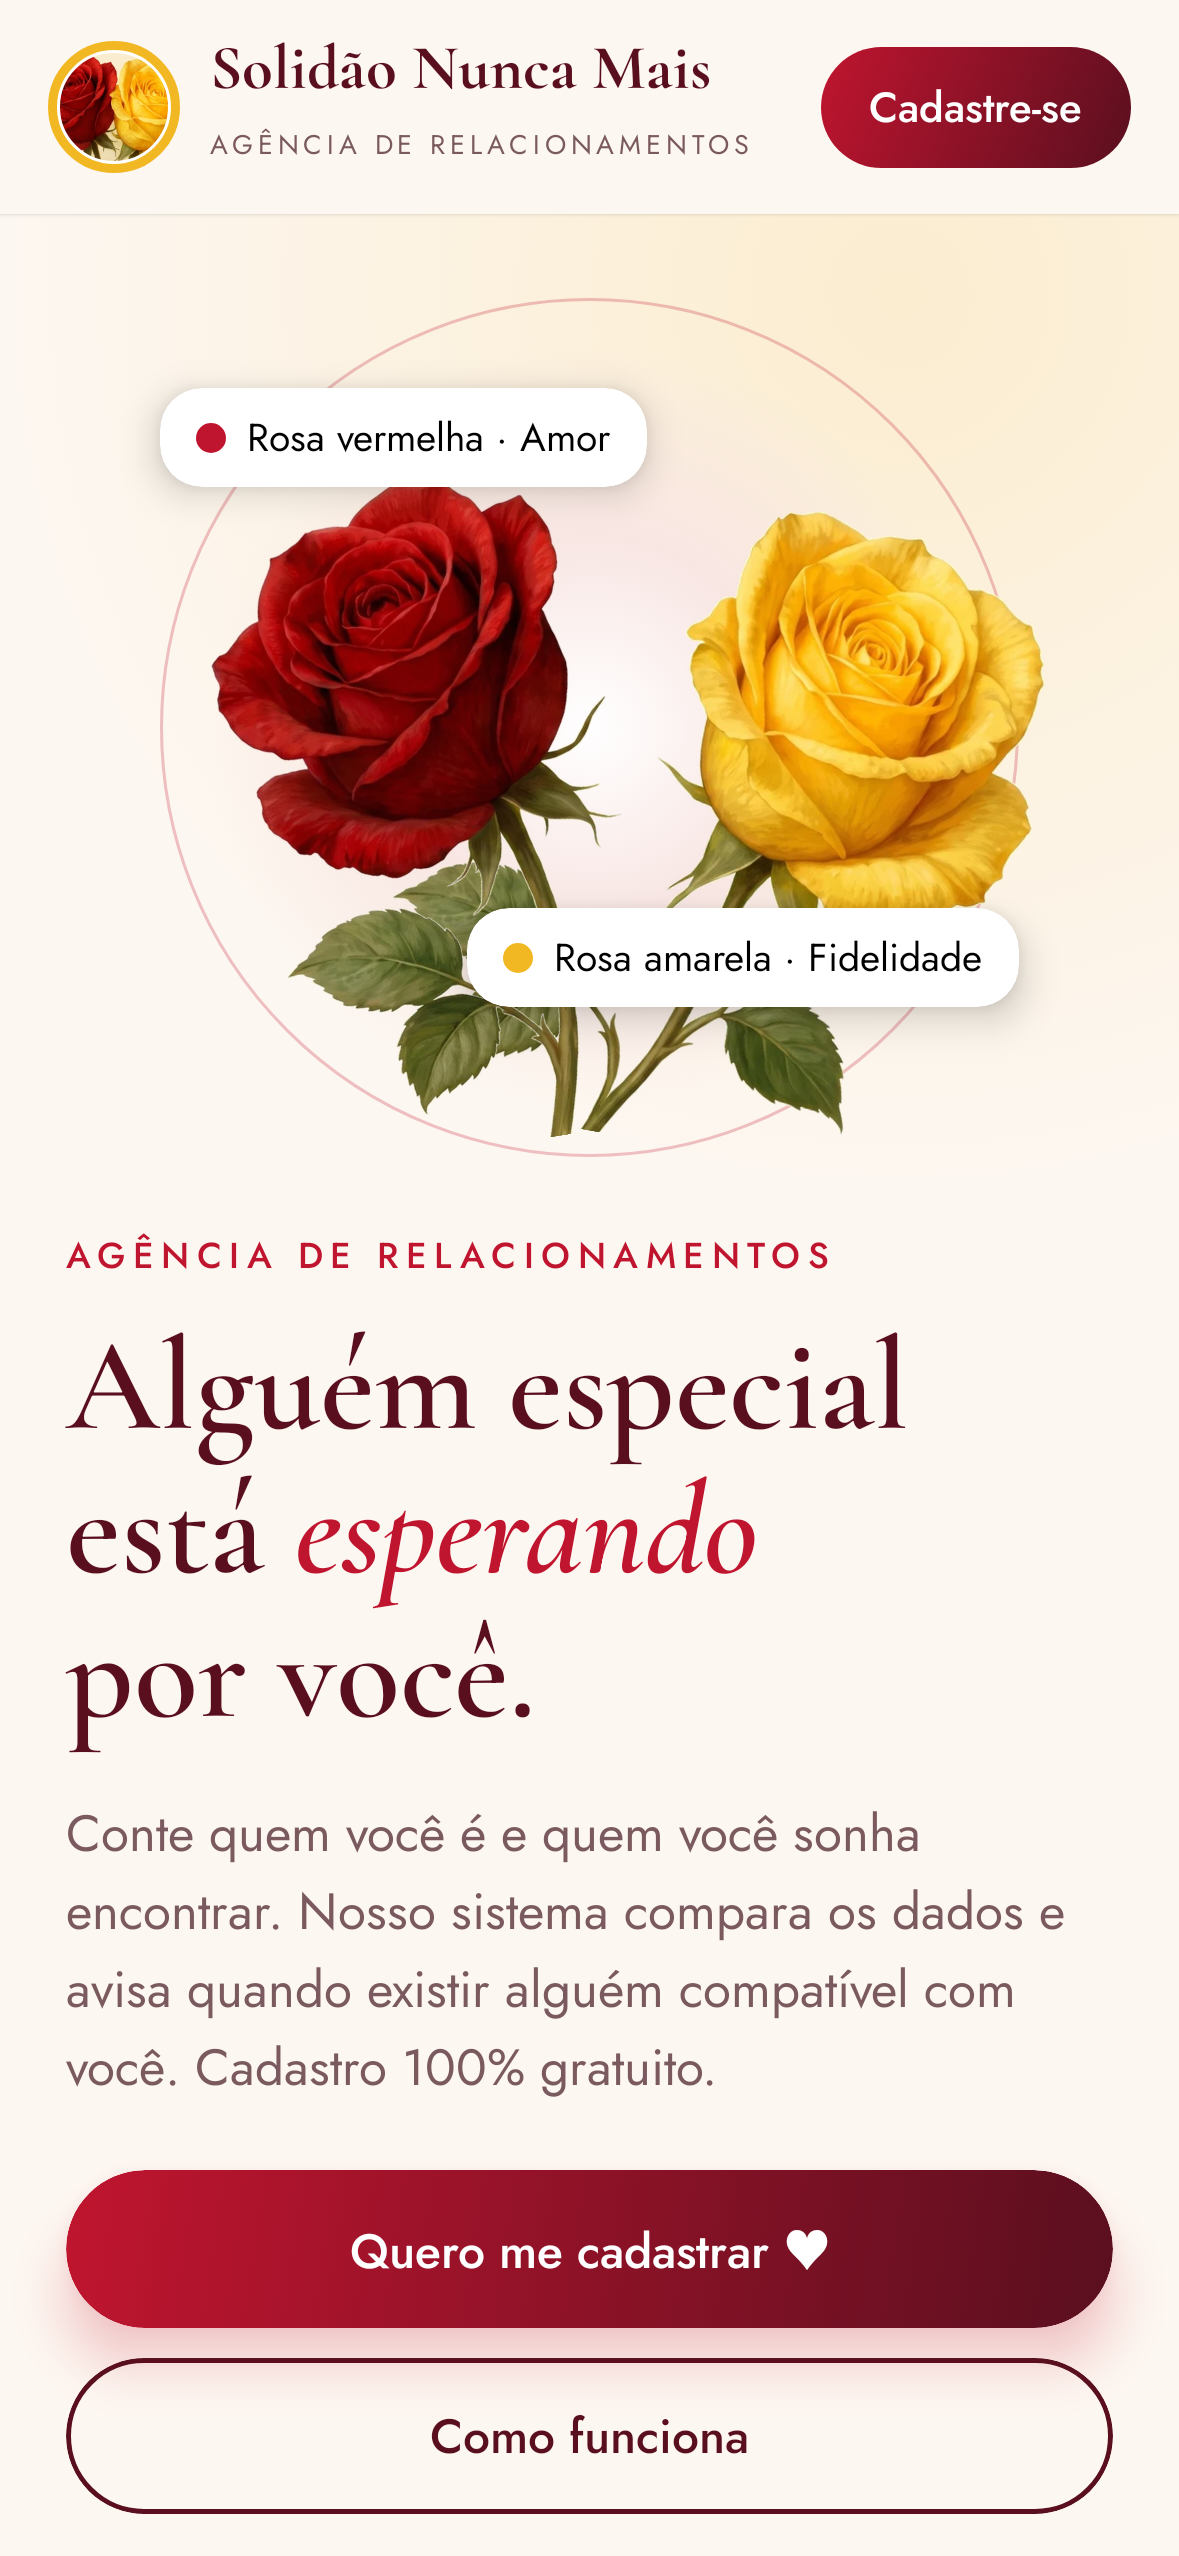 Solidão Nunca Mais
AGÊNCIA DE RELACIONAMENTOS
Cadastre-se
Rosa vermelha · Amor
Rosa amarela · Fidelidade
AGÊNCIA DE RELACIONAMENTOS
Alguém especial
está esperando
por você.
Conte quem você é e quem você sonha
encontrar. Nosso sistema compara os dados e
avisa quando existir alguém compatível com
você. Cadastro 100% gratuito.
Quero me cadastrar ♥
Como funciona